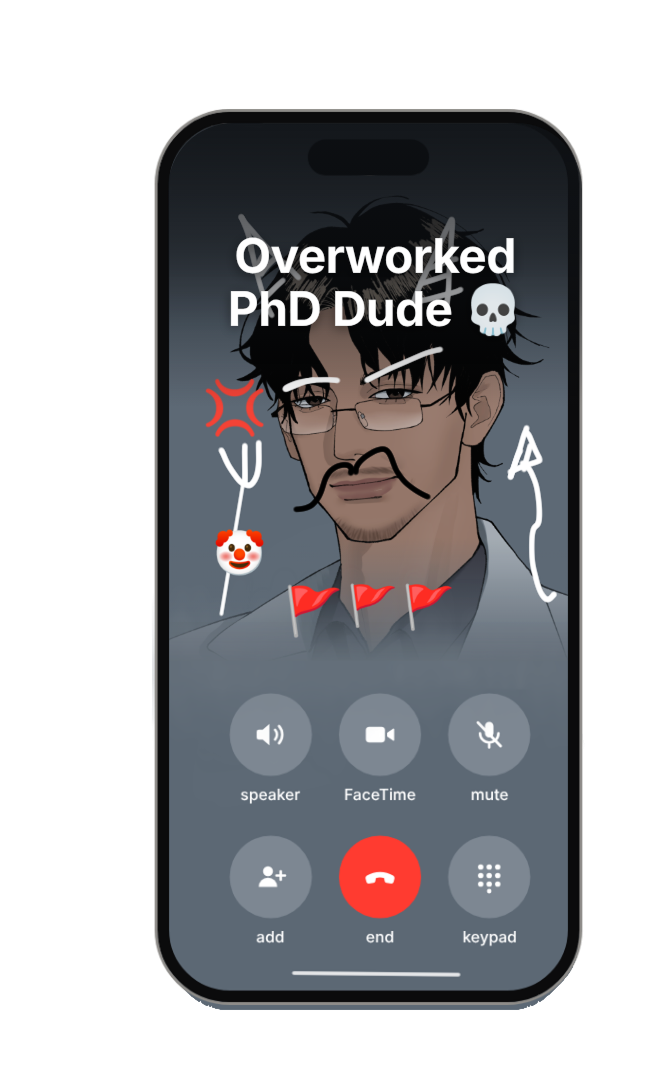 Overworked
PhD Dude 💀
speaker
FaceTime
mute
add
end
keypad